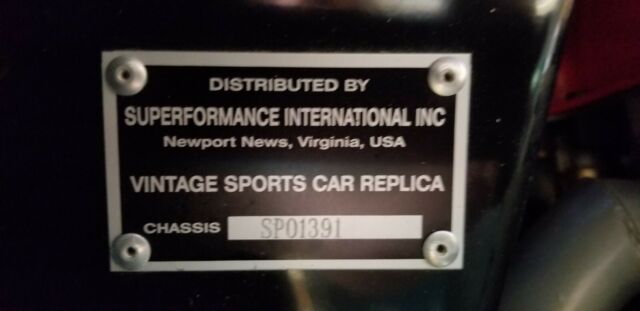 DISTRIBUTED BY
SUPERFORMANCE INTERNATIONAL INC
Newport News, Virginia, USA
VINTAGE SPORTS CAR REPLICA
CHASSIS SP01391